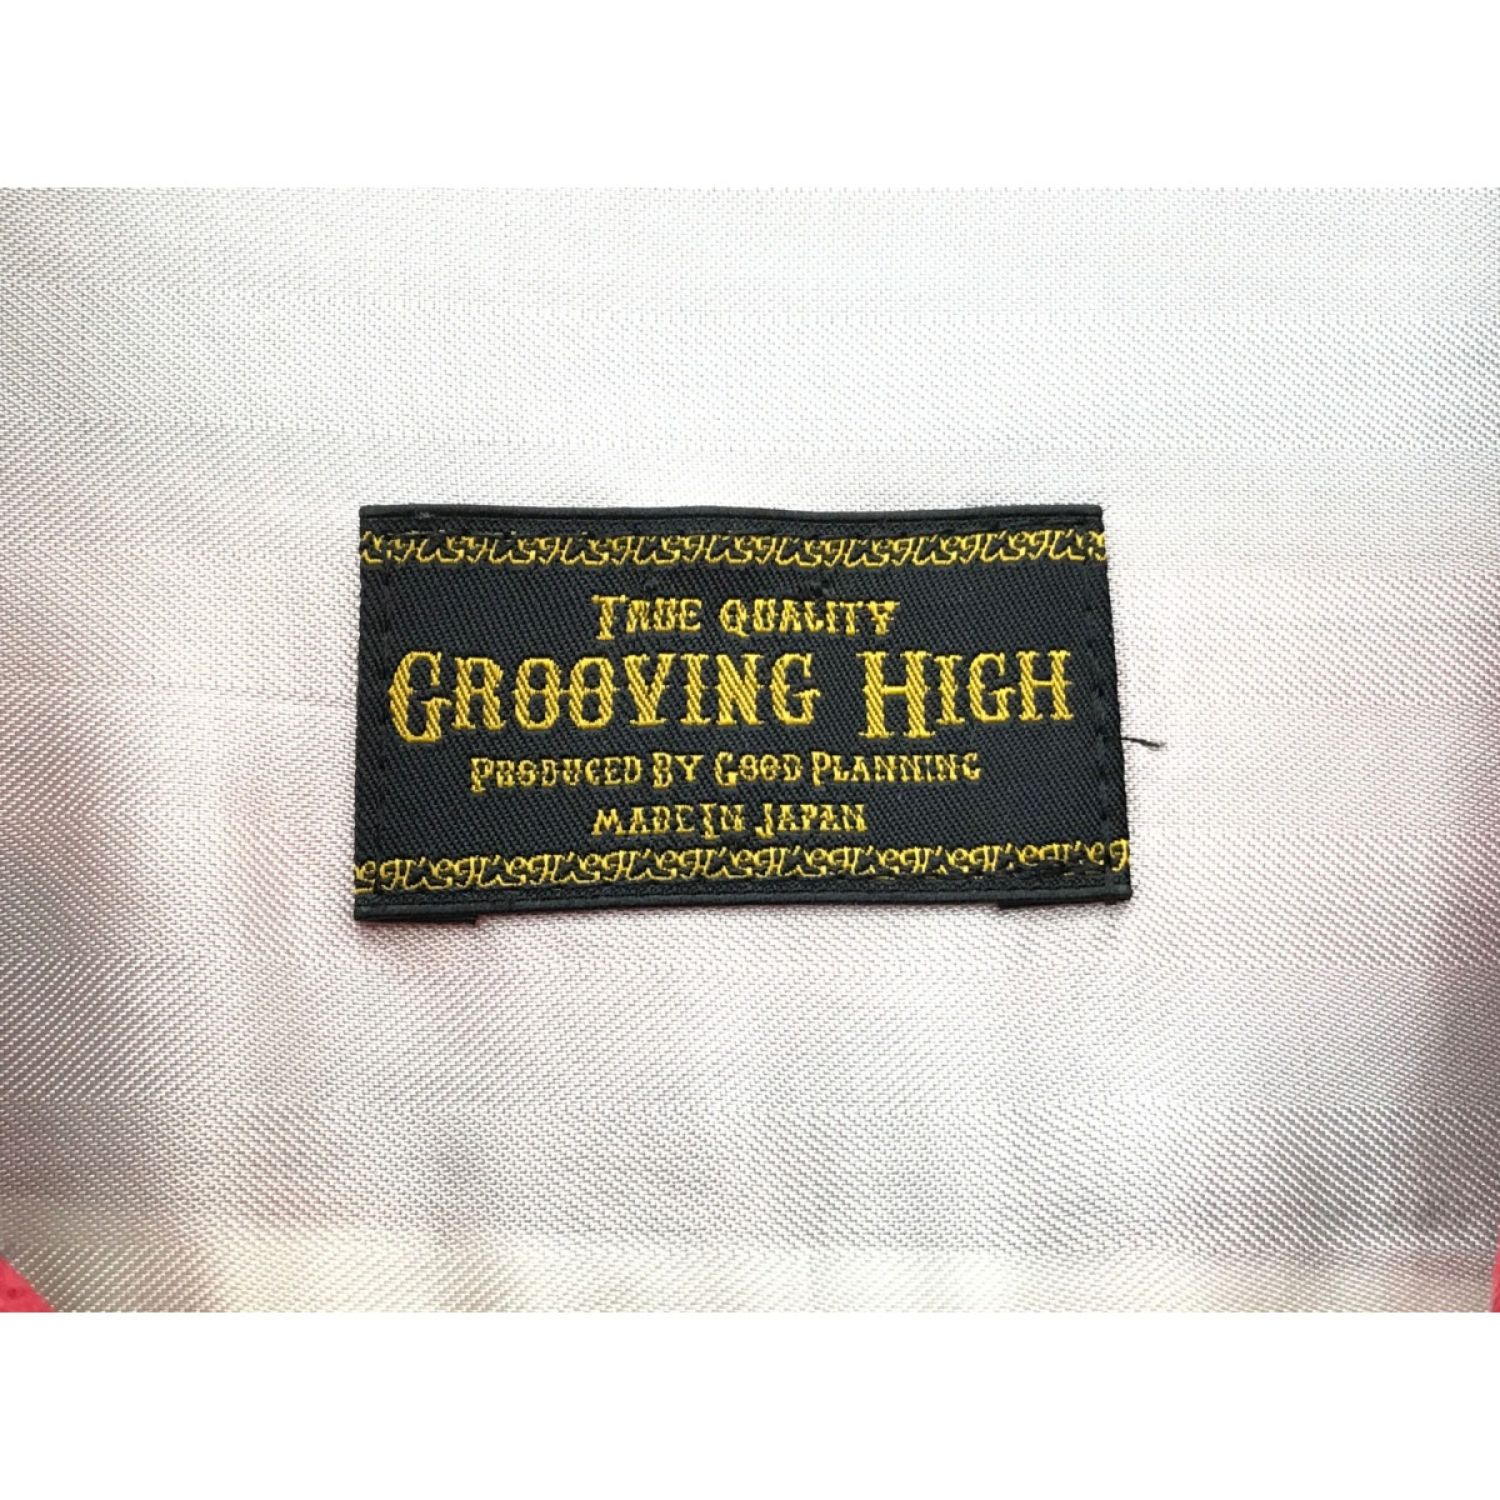 TRUE QUALITY
GROOVING HIGH
PRODUCED BY GOOD PLANNING
MADE IN JAPAN